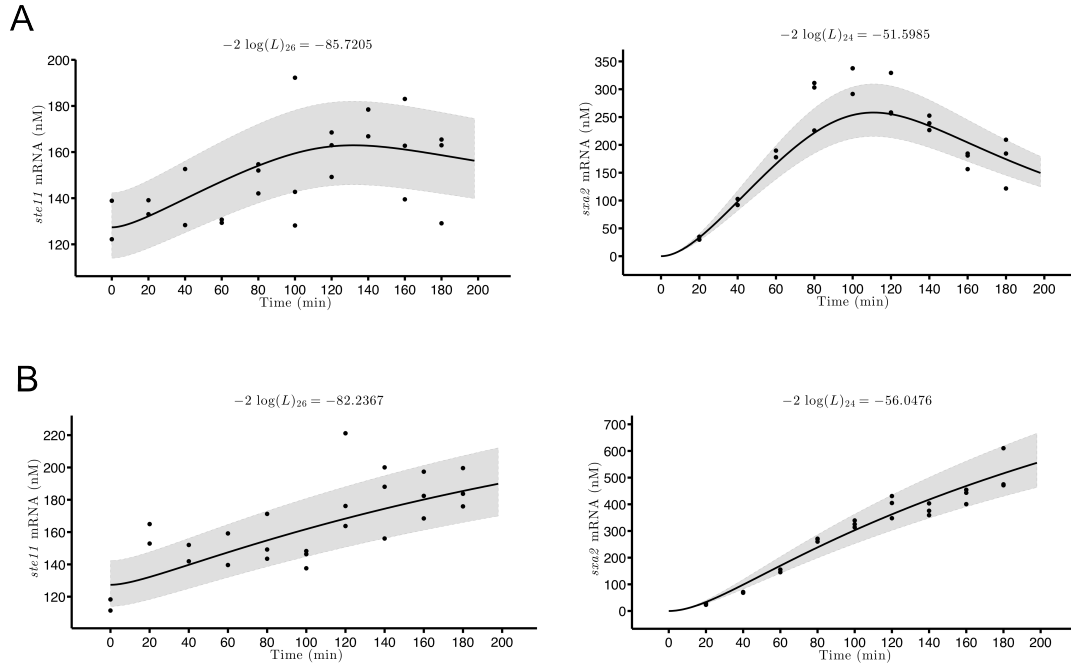 A
−2 log(L)₂₆ = −85.7205
200
180
160
140
120
ste11 mRNA (nM)
0 20 40 60 80 100 120 140 160 180 200
Time (min)
−2 log(L)₂₄ = −51.5985
350
300
250
200
150
100
50
0
sxa2 mRNA (nM)
0 20 40 60 80 100 120 140 160 180 200
Time (min)
B
−2 log(L)₂₆ = −82.2367
220
200
180
160
140
120
ste11 mRNA (nM)
0 20 40 60 80 100 120 140 160 180 200
Time (min)
−2 log(L)₂₄ = −56.0476
700
600
500
400
300
200
100
0
sxa2 mRNA (nM)
0 20 40 60 80 100 120 140 160 180 200
Time (min)